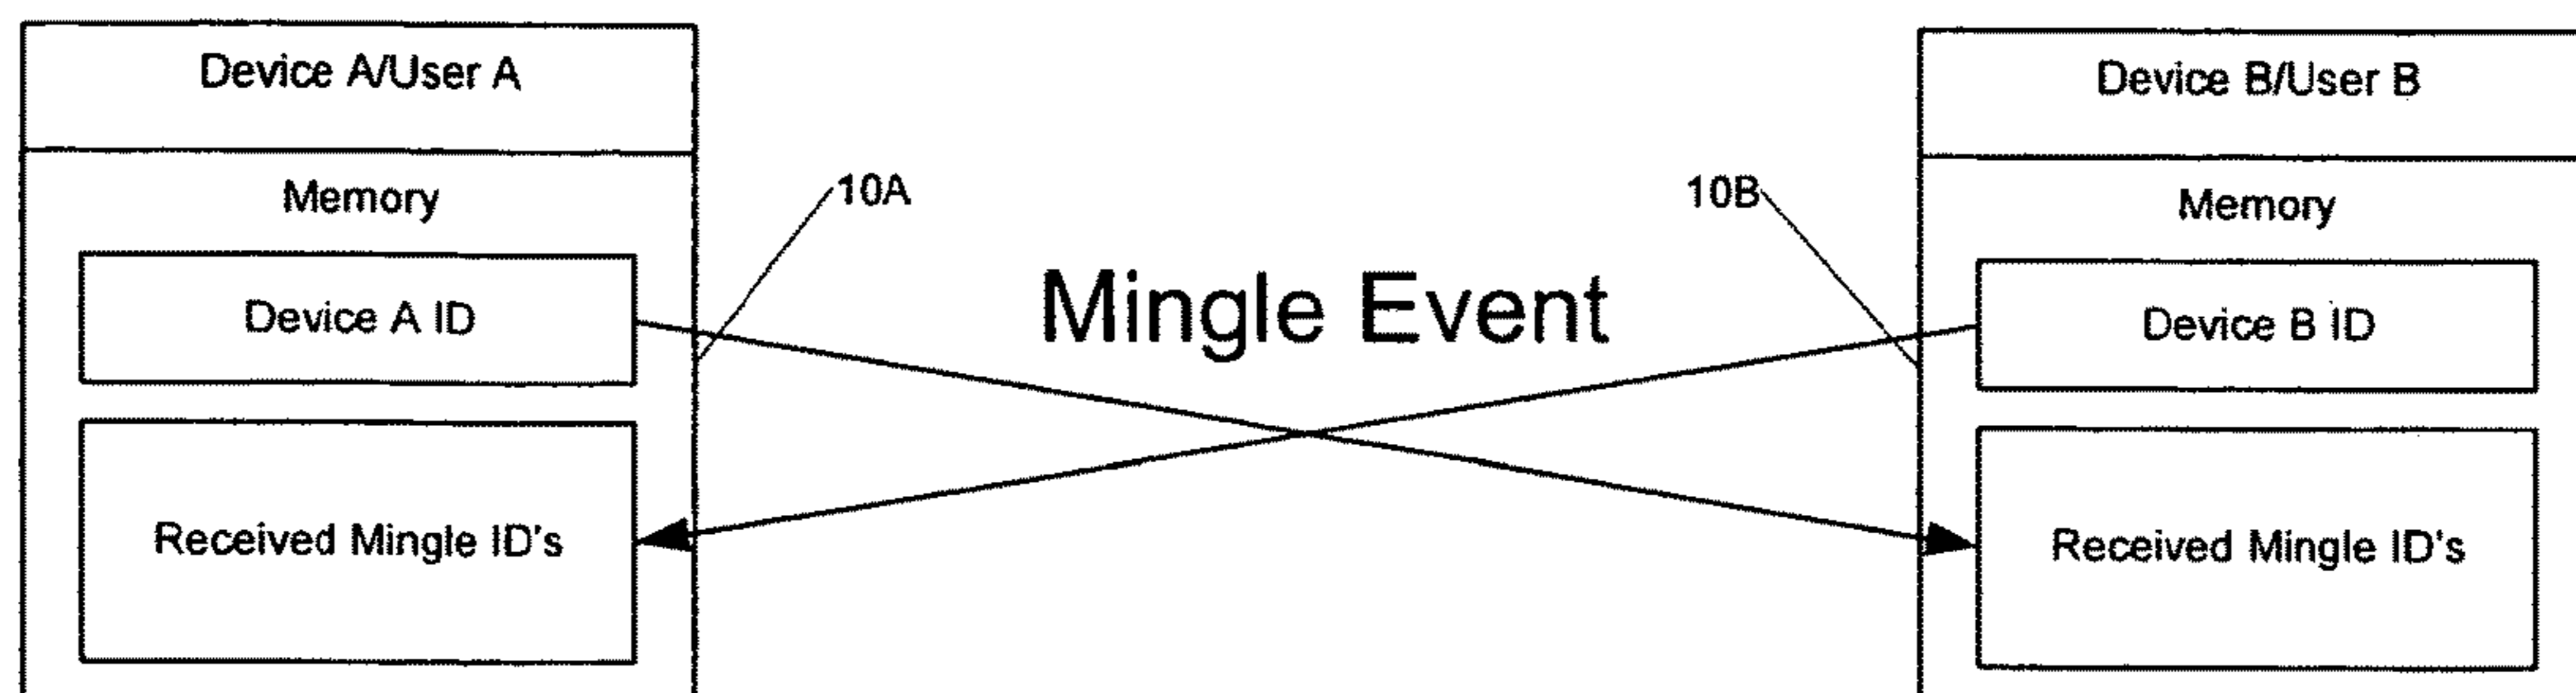 Device A/User A
Memory
Device A ID
Received Mingle ID's
10A
Mingle Event
10B
Device B/User B
Memory
Device B ID
Received Mingle ID's